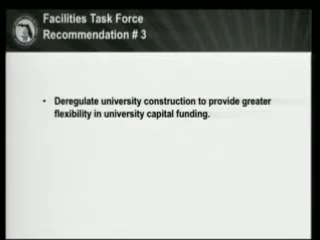 Facilities Task Force
Recommendation # 3
• Deregulate university construction to provide greater
flexibility in university capital funding.